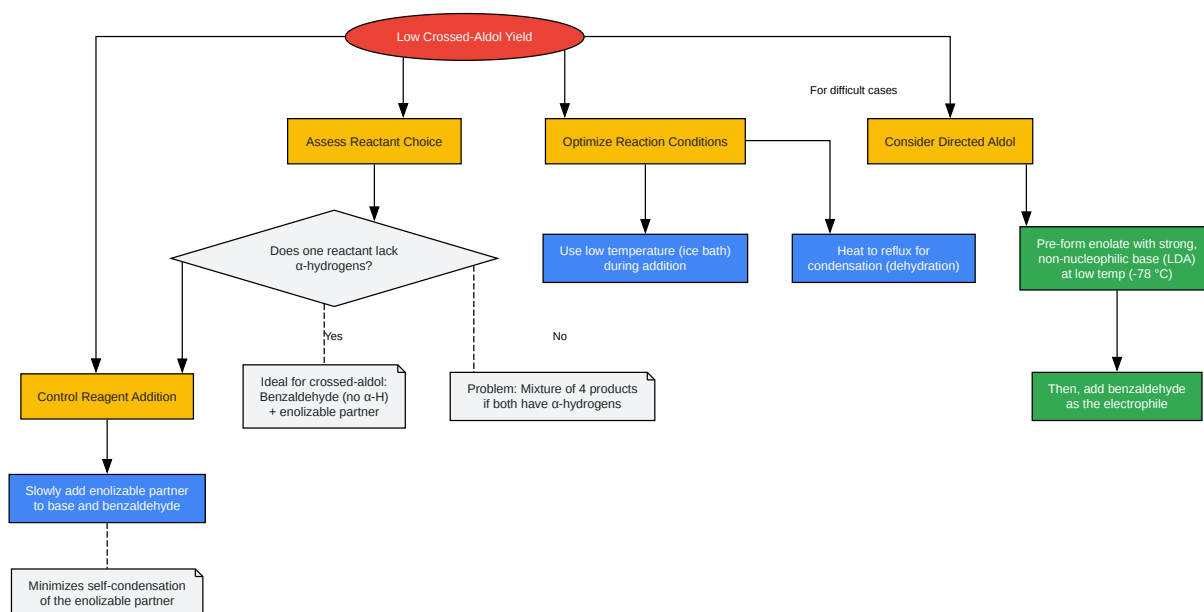 Low Crossed-Aldol Yield
For difficult cases
Assess Reactant Choice
Optimize Reaction Conditions
Consider Directed Aldol
Does one reactant lack
α-hydrogens?
Use low temperature (ice bath)
during addition
Heat to reflux for
condensation (dehydration)
Pre-form enolate with strong,
non-nucleophilic base (LDA)
at low temp (-78 °C)
Yes
No
Control Reagent Addition
Ideal for crossed-aldol:
Benzaldehyde (no α-H)
+ enolizable partner
Problem: Mixture of 4 products
if both have α-hydrogens
Then, add benzaldehyde
as the electrophile
Slowly add enolizable partner
to base and benzaldehyde
Minimizes self-condensation
of the enolizable partner